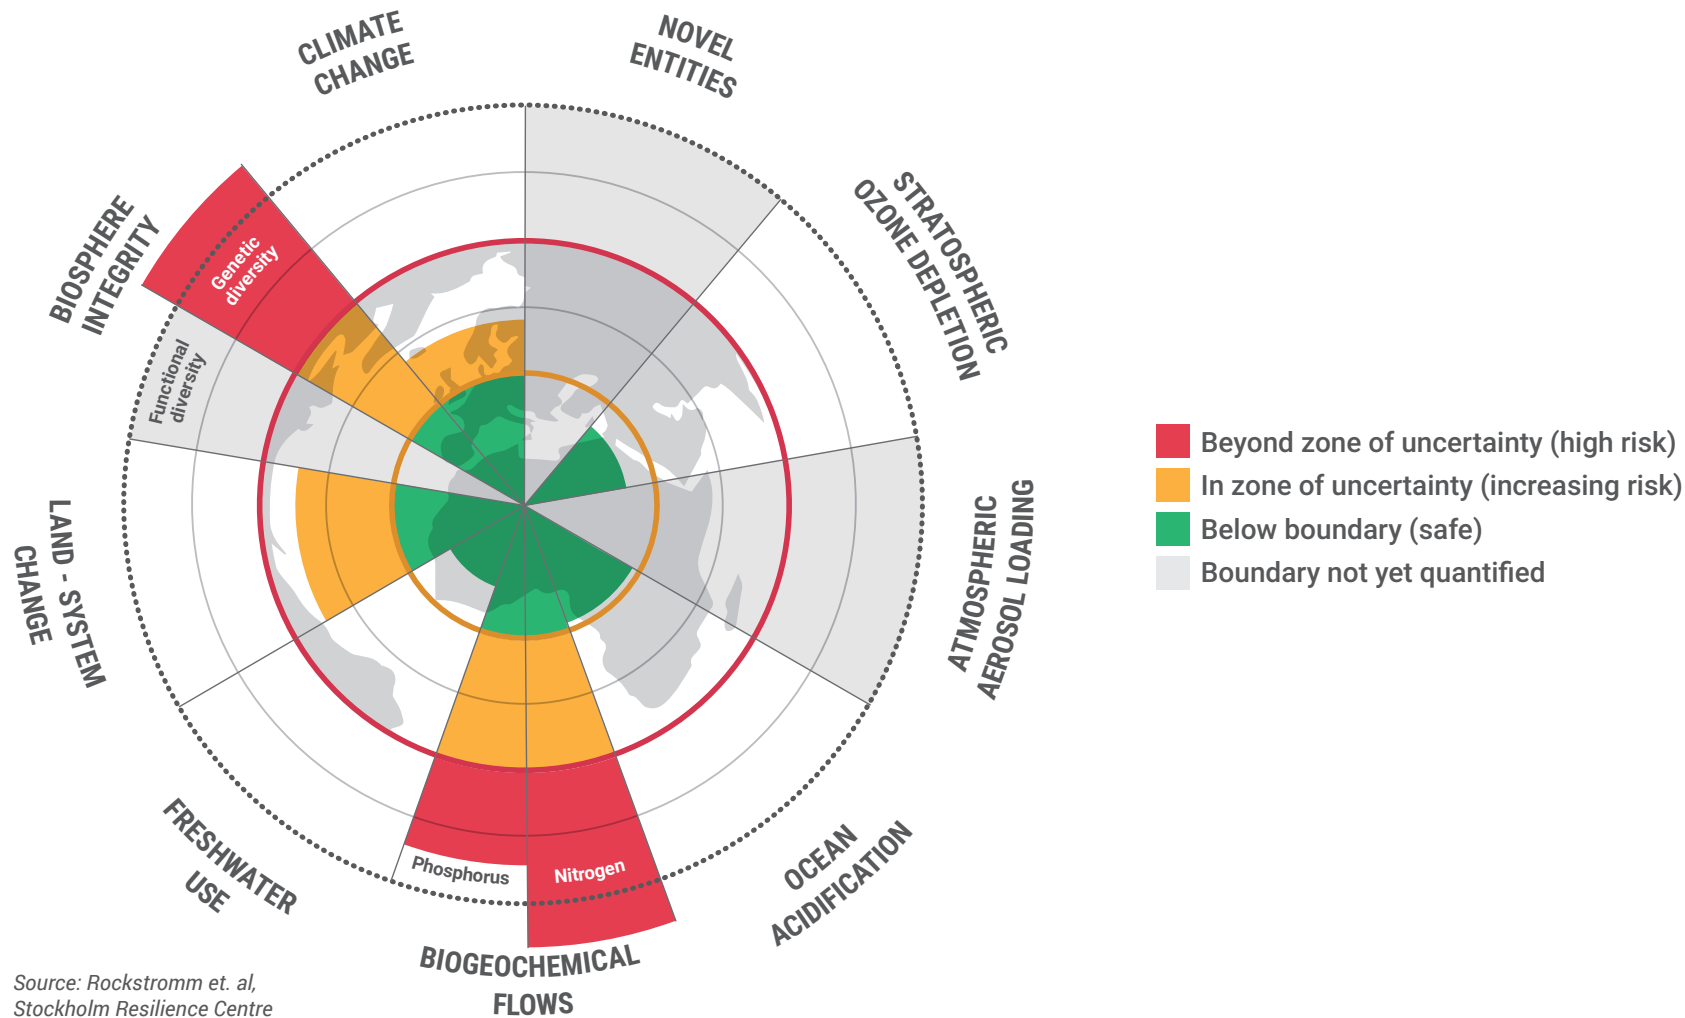 CLIMATE
CHANGE
NOVEL
ENTITIES
STRATOSPHERIC
OZONE DEPLETION
ATMOSPHERIC
AEROSOL LOADING
OCEAN
ACIDIFICATION
BIOGEOCHEMICAL
FLOWS
Phosphorus
Nitrogen
FRESHWATER
USE
LAND - SYSTEM
CHANGE
BIOSPHERE
INTEGRITY
Functional
diversity
Genetic
diversity
Beyond zone of uncertainty (high risk)
In zone of uncertainty (increasing risk)
Below boundary (safe)
Boundary not yet quantified
Source: Rockstromm et. al,
Stockholm Resilience Centre